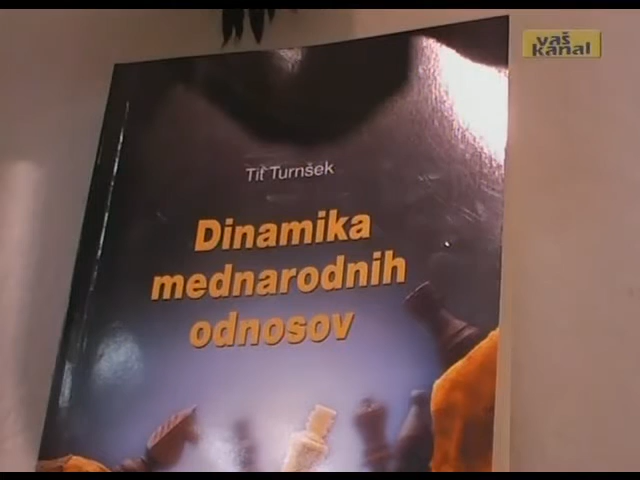 vaš
kanal
Tit Turnšek
Dinamika
mednarodnih
odnosov